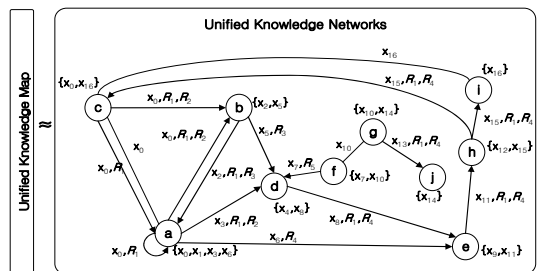 Unified Knowledge Map
≈
Unified Knowledge Networks
x₁₆
{x₀,x₁₆}
c
x₁₅,R₁,R₄
i
{x₁₆}
x₀,R₁,R₂
b
{x₂,x₅}
x₀
x₀,R₁,R₂
x₅,R₃
{x₁₀,x₁₄}
g
x₁₀
x₁₃,R₁,R₄
x₁₅,R₁,R₄
h
{x₁₂,x₁₅}
x₀,R
x₂,R₁,R₃
x₇,R₅
f
{x₇,x₁₀}
j
{x₁₄}
d
{x₄,x₈}
x₁₁,R₁,R₄
a
x₃,R₁,R₂
x₈,R₁,R₄
x₀,R₁
{x₀,x₁,x₃,x₆}
x₆,R₄
e
{x₉,x₁₁}